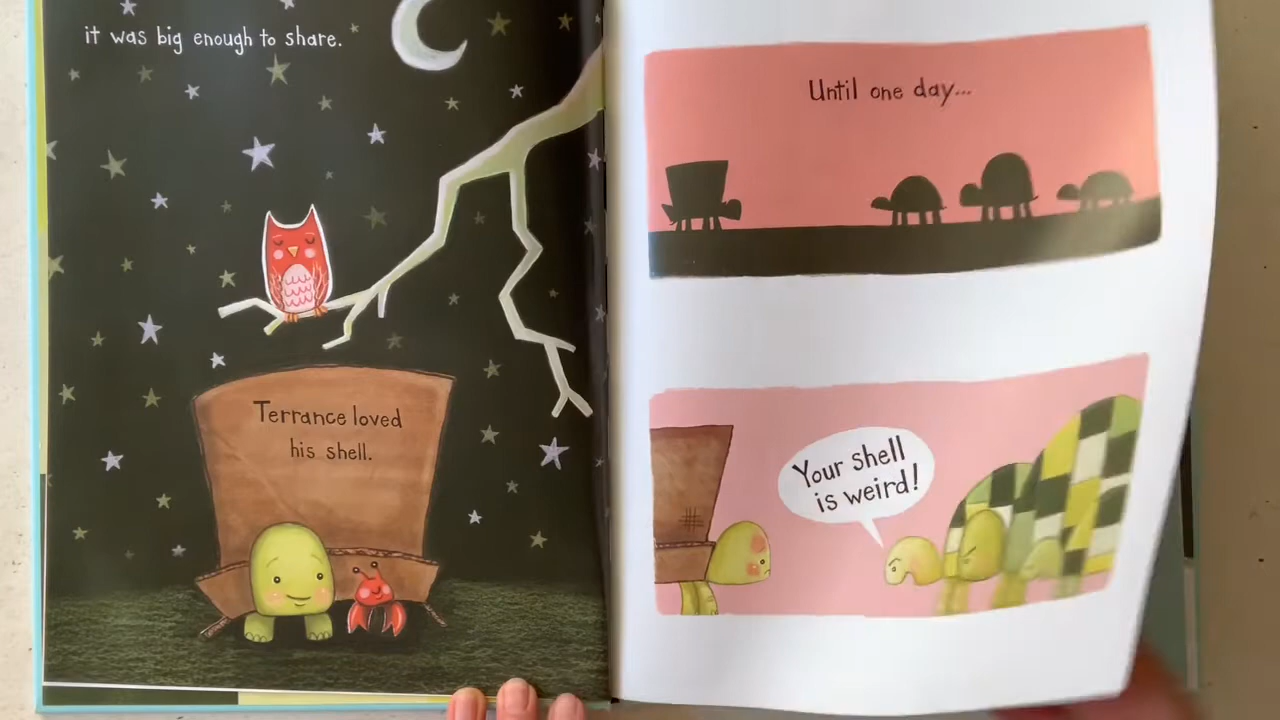 it was big enough to share.
Terrance loved
his shell.
Until one day...
Your shell
is weird!